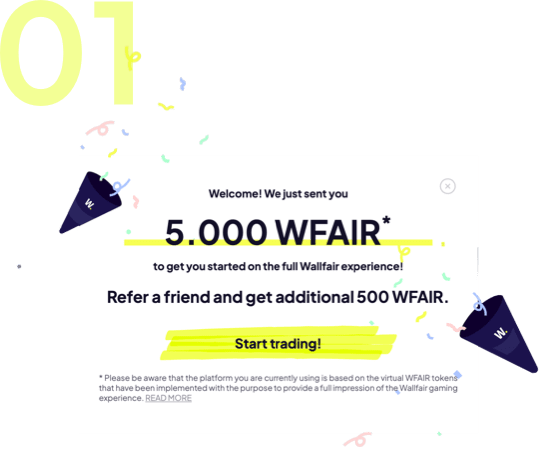 01
Welcome! We just sent you
5.000 WFAIR*
to get you started on the full Wallfair experience!
Refer a friend and get additional 500 WFAIR.
Start trading!
* Please be aware that the platform you are currently using is based on the virtual WFAIR tokens
that have been implemented with the purpose to provide a full impression of the Wallfair gaming
experience. READ MORE
W.
W.